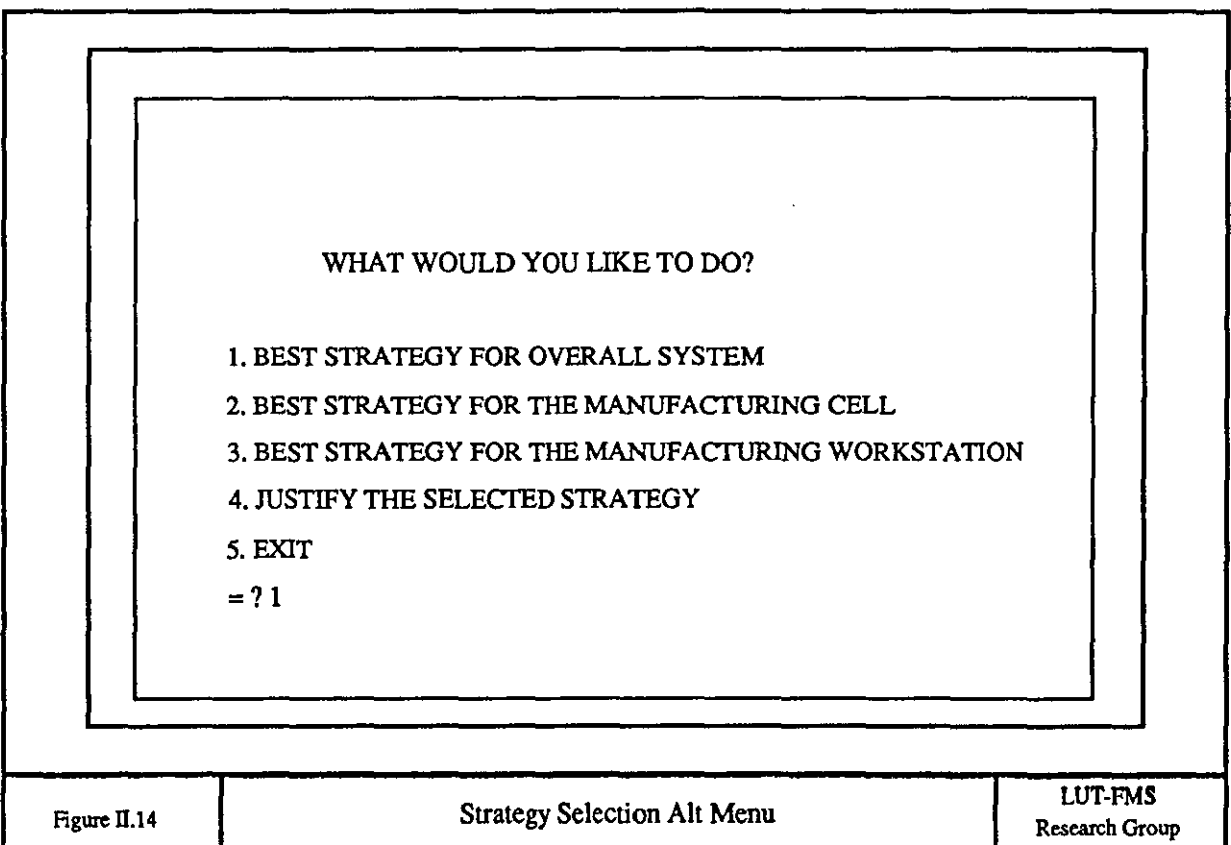 WHAT WOULD YOU LIKE TO DO?
1. BEST STRATEGY FOR OVERALL SYSTEM
2. BEST STRATEGY FOR THE MANUFACTURING CELL
3. BEST STRATEGY FOR THE MANUFACTURING WORKSTATION
4. JUSTIFY THE SELECTED STRATEGY
5. EXIT
= ? 1
Figure II.14
Strategy Selection Alt Menu
LUT-FMS
Research Group